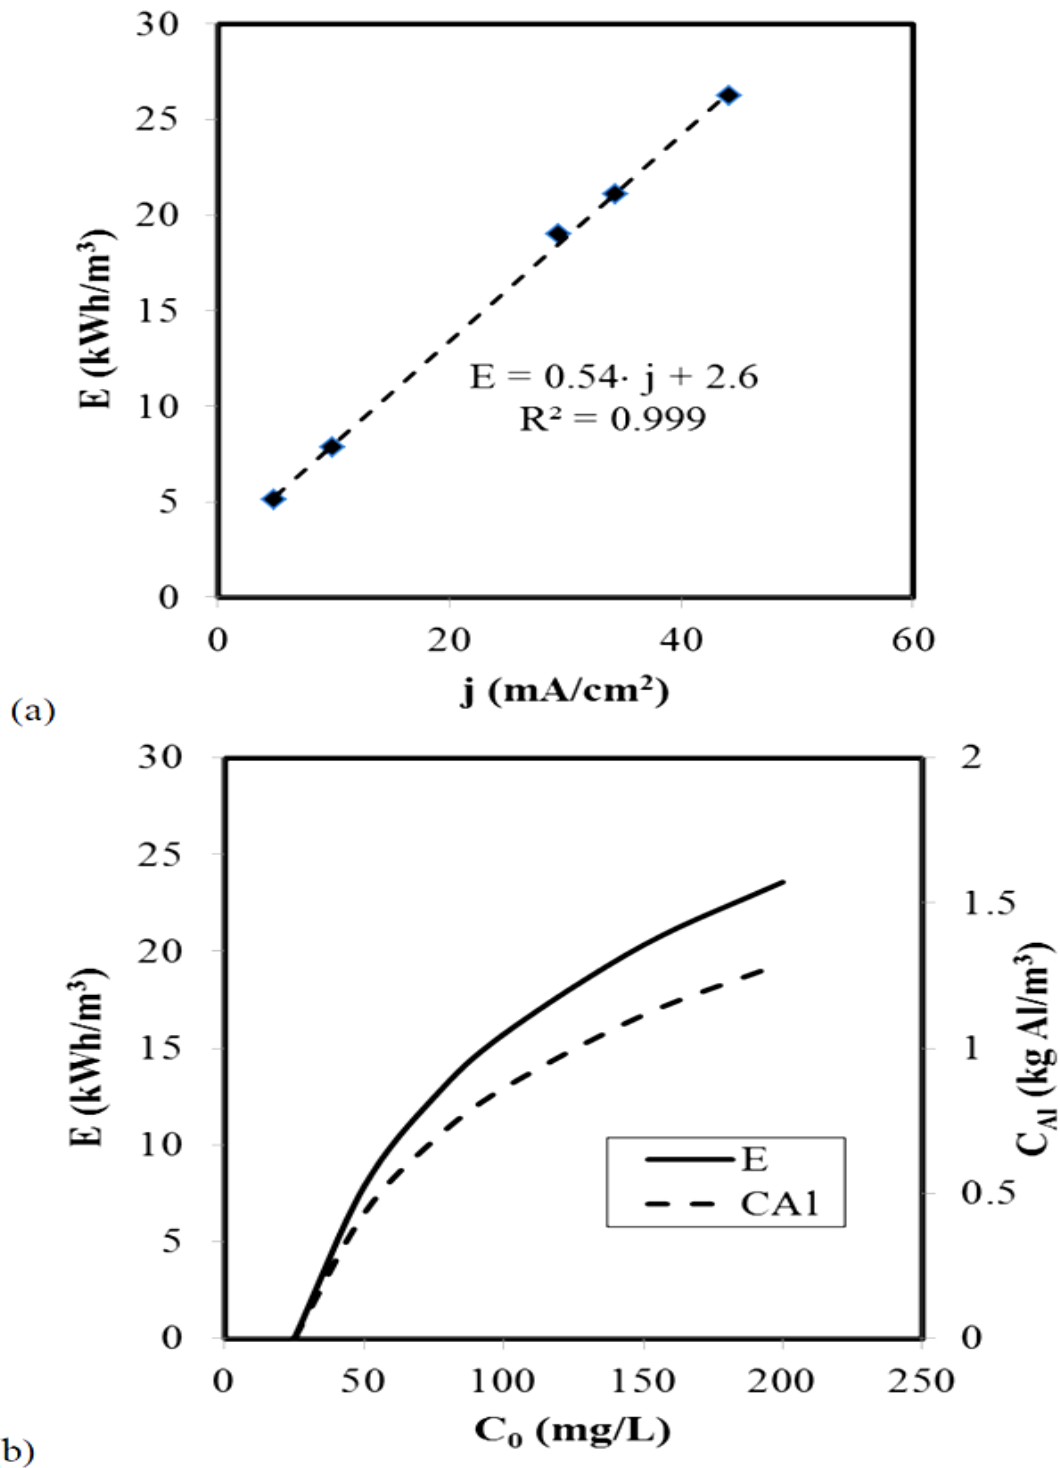 30
25
20
15
10
5
0
E (kWh/m³)
E = 0.54· j + 2.6
R² = 0.999
0 20 40 60
j (mA/cm²)
(a)
30 2
25
1.5
20
15 1
10
0.5
5
0 0
E (kWh/m³)
C_Al (kg Al/m³)
E
CAl
0 50 100 150 200 250
C₀ (mg/L)
b)